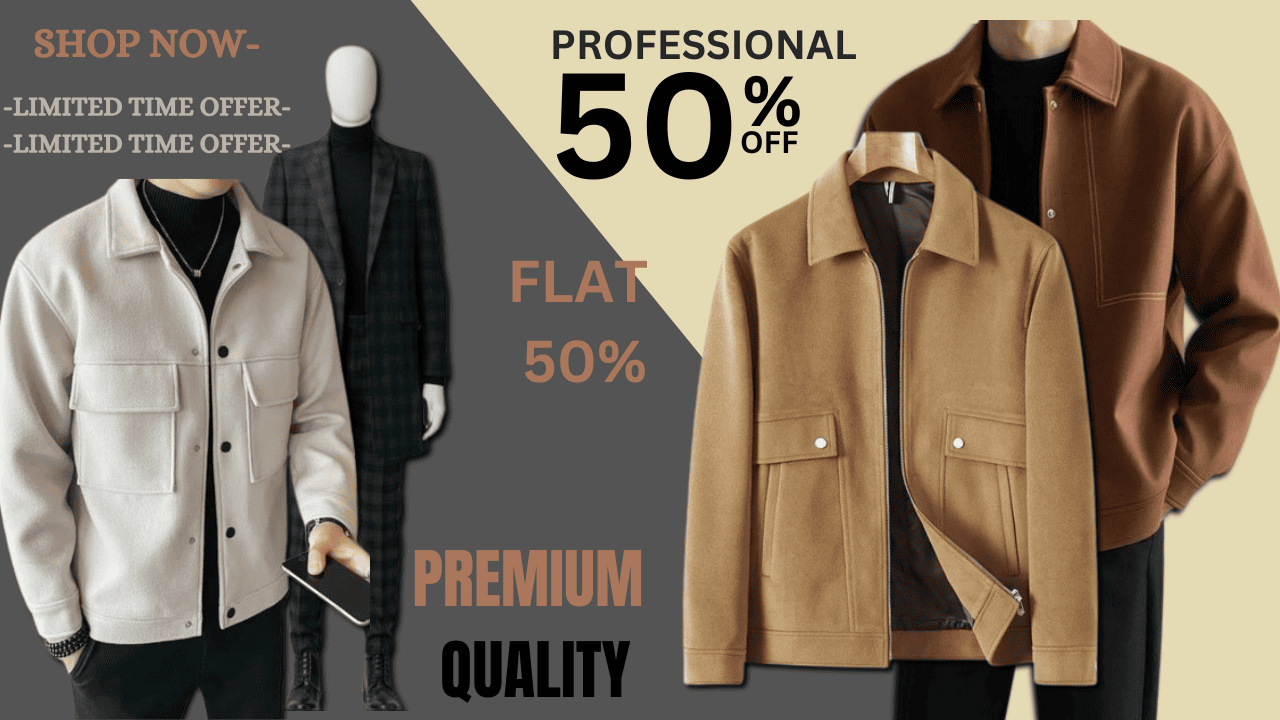 SHOP NOW-
-LIMITED TIME OFFER-
-LIMITED TIME OFFER-
PROFESSIONAL
50%
OFF
FLAT
50%
PREMIUM
QUALITY